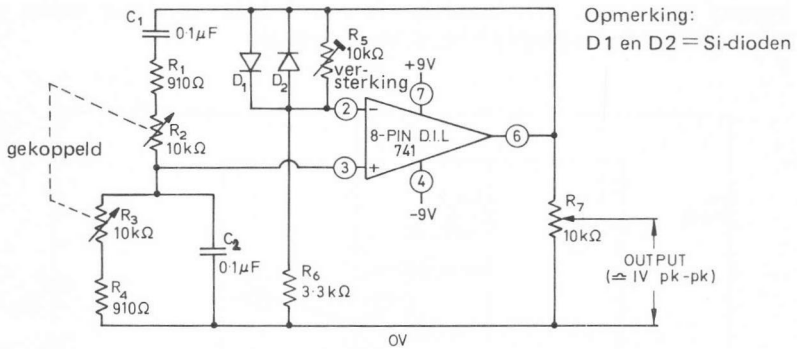 C1
0·1μF
R1
910Ω
R2
10kΩ
gekoppeld
R3
10kΩ
R4
910Ω
C2
0·1μF
D1
D2
R5
10kΩ
ver-
sterking
R6
3·3kΩ
2
−
3
+
8-PIN D.I.L
741
+9V
7
6
4
−9V
R7
10kΩ
OUTPUT
(≏ 1V pk-pk)
0V
Opmerking:
D1 en D2 = Si-dioden